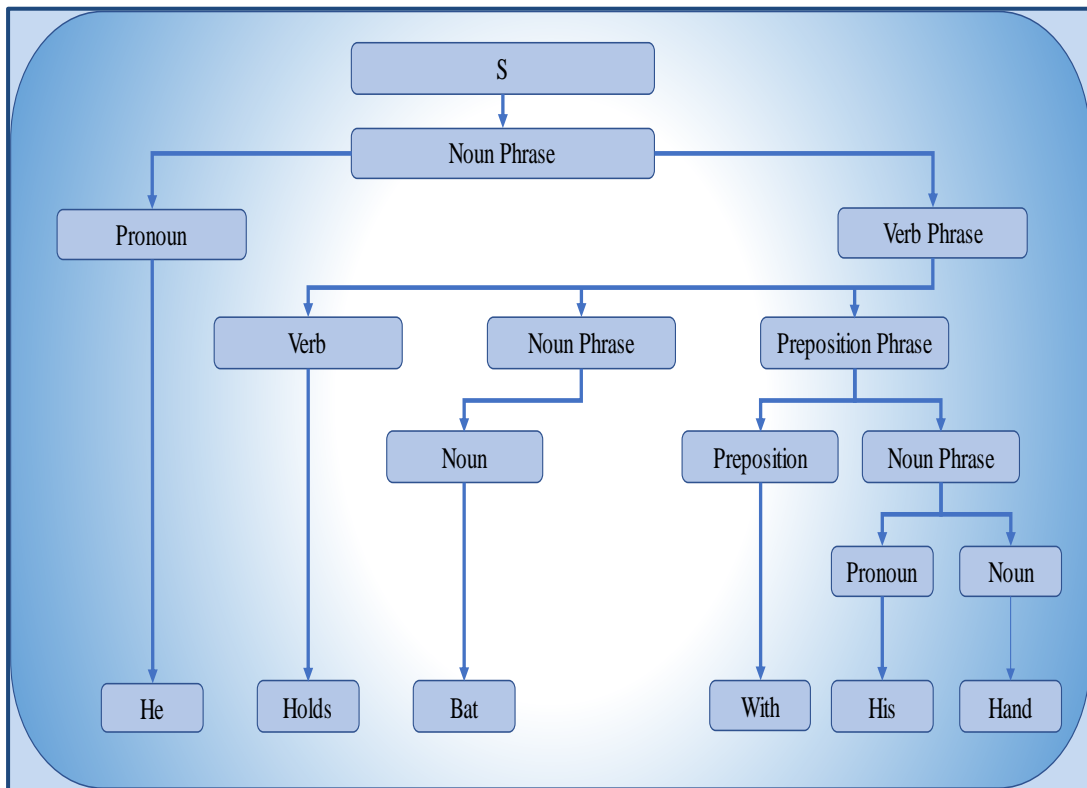 S
Noun Phrase
Pronoun
Verb Phrase
Verb
Noun Phrase
Preposition Phrase
Noun
Preposition
Noun Phrase
Pronoun
Noun
He
Holds
Bat
With
His
Hand